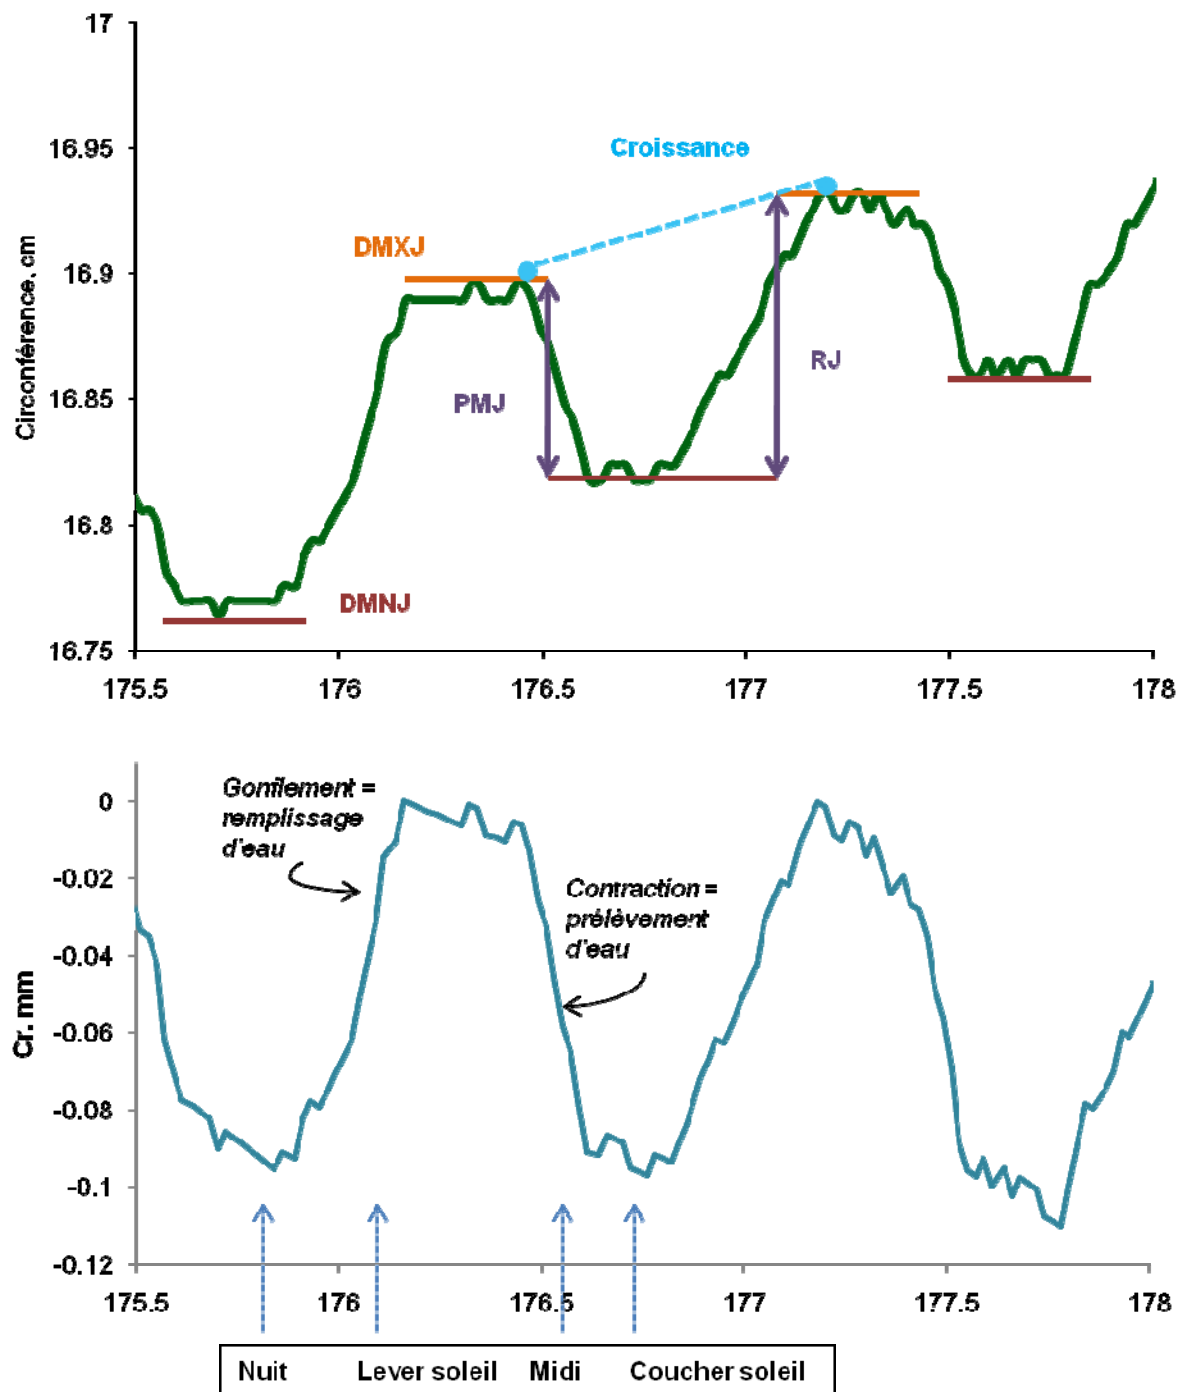 17
16.95
Croissance
DMXJ
16.9
Circonférence, cm
RJ
PMJ
16.85
16.8
DMNJ
16.75
175.5 176 176.5 177 177.5 178
Gonflement =
remplissage
d'eau
0
-0.02
Contraction =
prélèvement
d'eau
-0.04
Cr. mm
-0.06
-0.08
-0.1
-0.12
175.5 176 176.5 177 177.5 178
Nuit Lever soleil Midi Coucher soleil